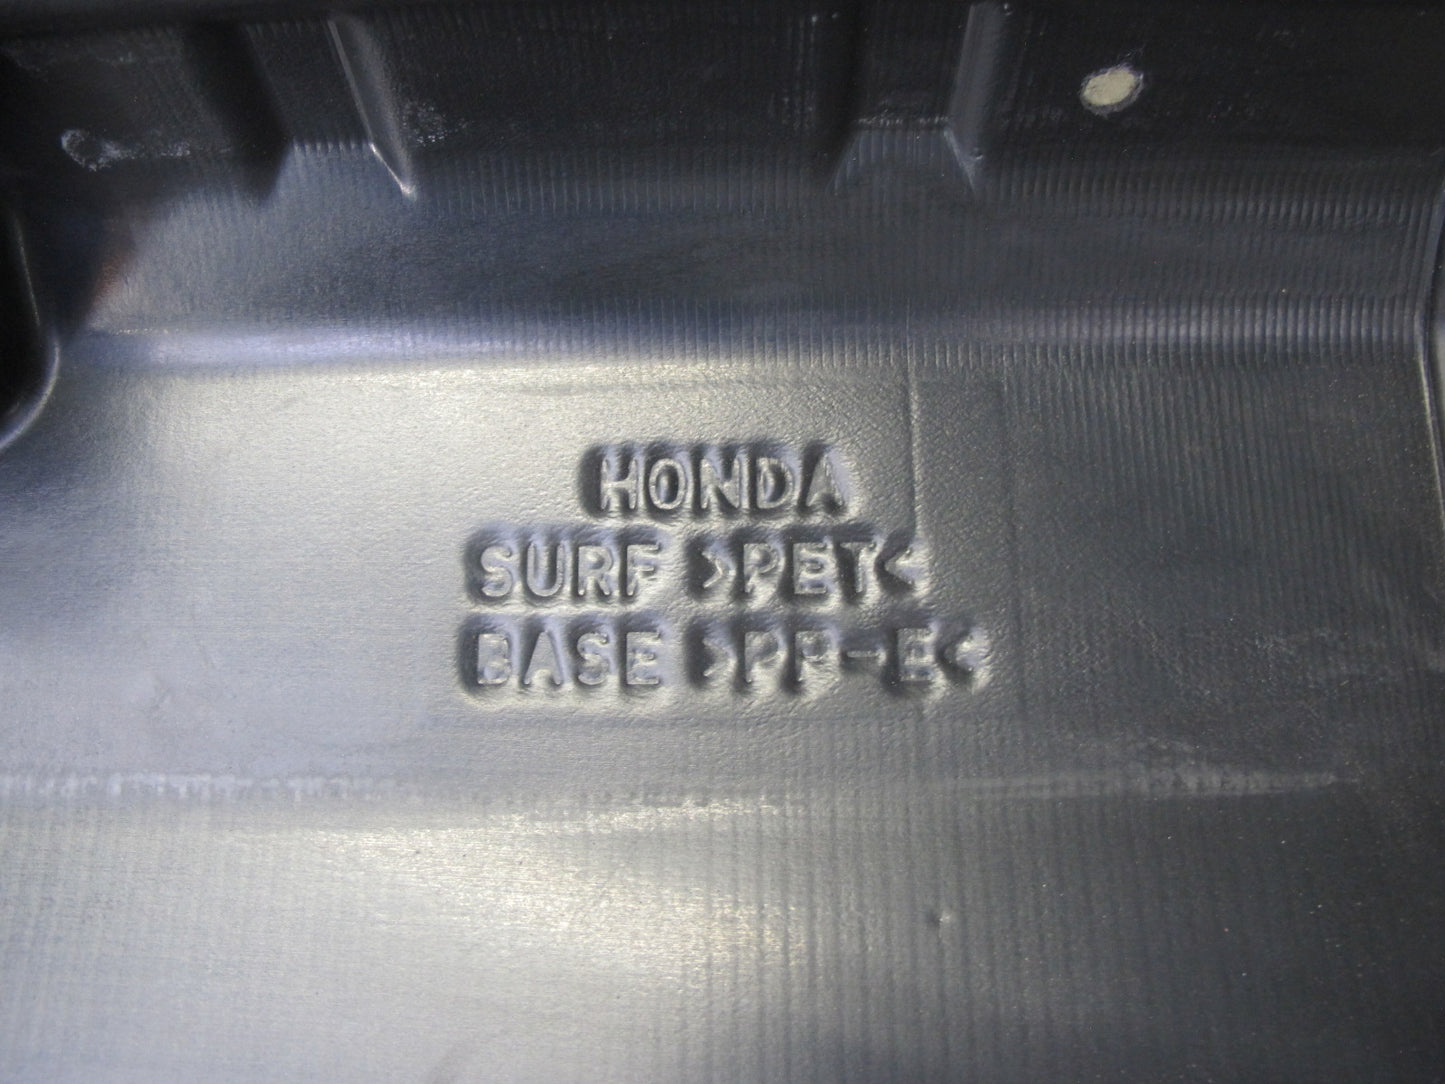 HONDA
SURF >PET<
BASE >PP-E<